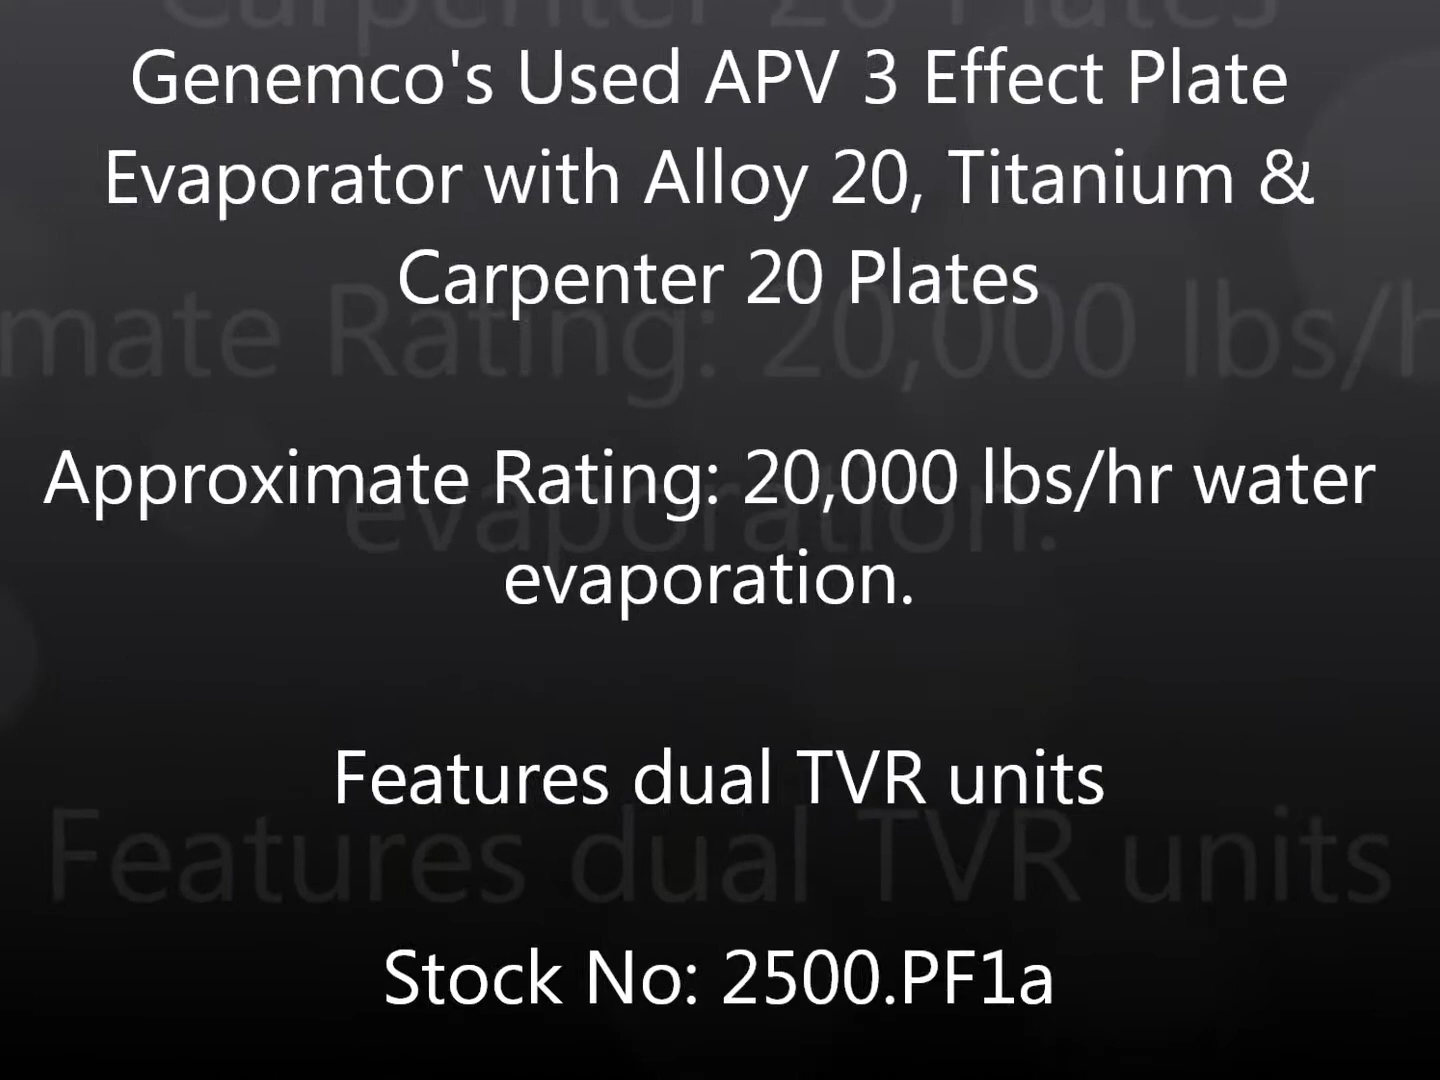 Genemco's Used APV 3 Effect Plate
Evaporator with Alloy 20, Titanium &
Carpenter 20 Plates
Approximate Rating: 20,000 lbs/hr water
evaporation.
Features dual TVR units
Stock No: 2500.PF1a